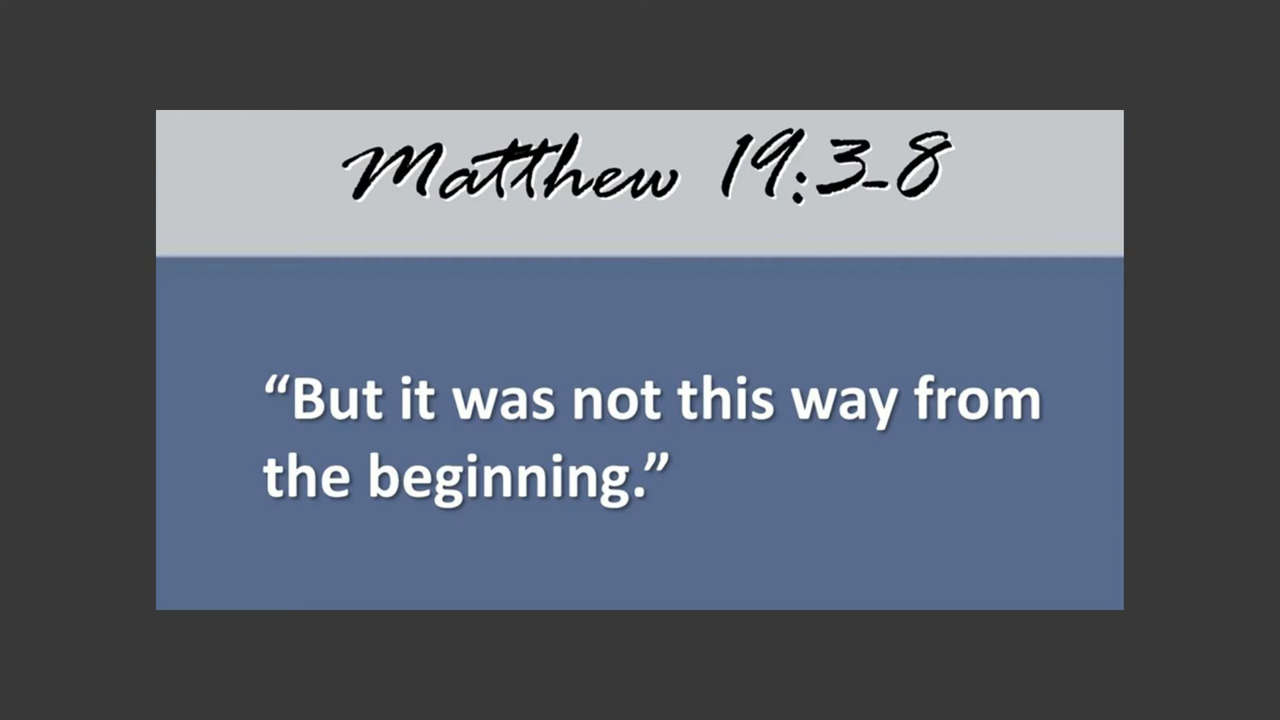 Matthew 19:3-8
“But it was not this way from
the beginning.”